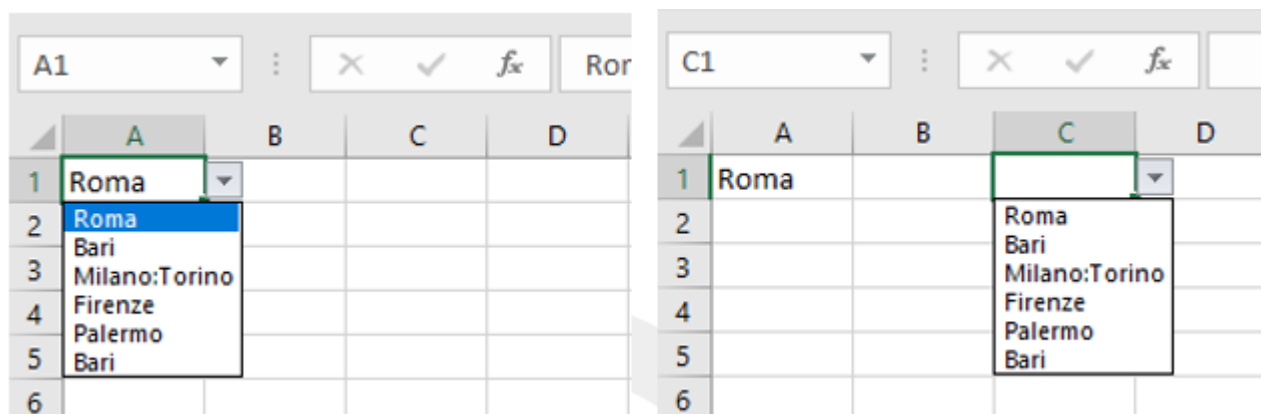 A1 fx Ror
A B C D
1 Roma
2 Roma
Bari
3 Milano:Torino
4 Firenze
Palermo
5 Bari
6
C1 fx
A B C D
1 Roma
2 Roma
Bari
3 Milano:Torino
4 Firenze
Palermo
5 Bari
6